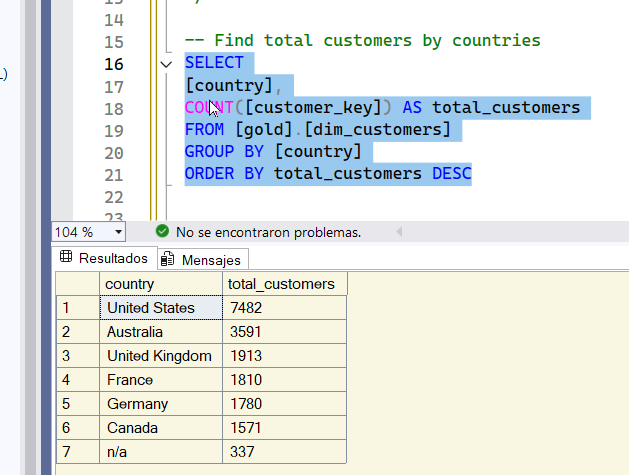 )
14
15 -- Find total customers by countries
16 SELECT
17 [country],
18 COUNT([customer_key]) AS total_customers
19 FROM [gold].[dim_customers]
20 GROUP BY [country]
21 ORDER BY total_customers DESC
22
104 % No se encontraron problemas.
Resultados Mensajes
country total_customers
1 United States 7482
2 Australia 3591
3 United Kingdom 1913
4 France 1810
5 Germany 1780
6 Canada 1571
7 n/a 337